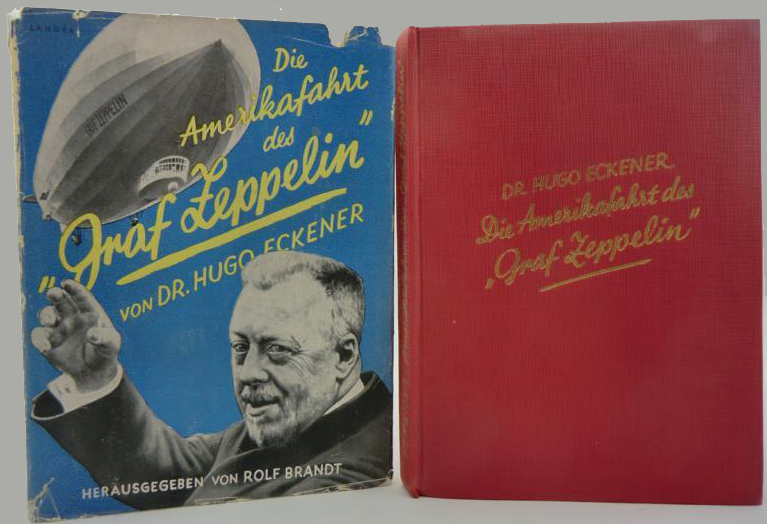 Die
Amerikafahrt
des
„Graf Zeppelin"
VON DR. HUGO ECKENER
GRAF ZEPPELIN
HERAUSGEGEBEN VON ROLF BRANDT
DR. HUGO ECKENER
Die Amerikafahrt des
„Graf Zeppelin"